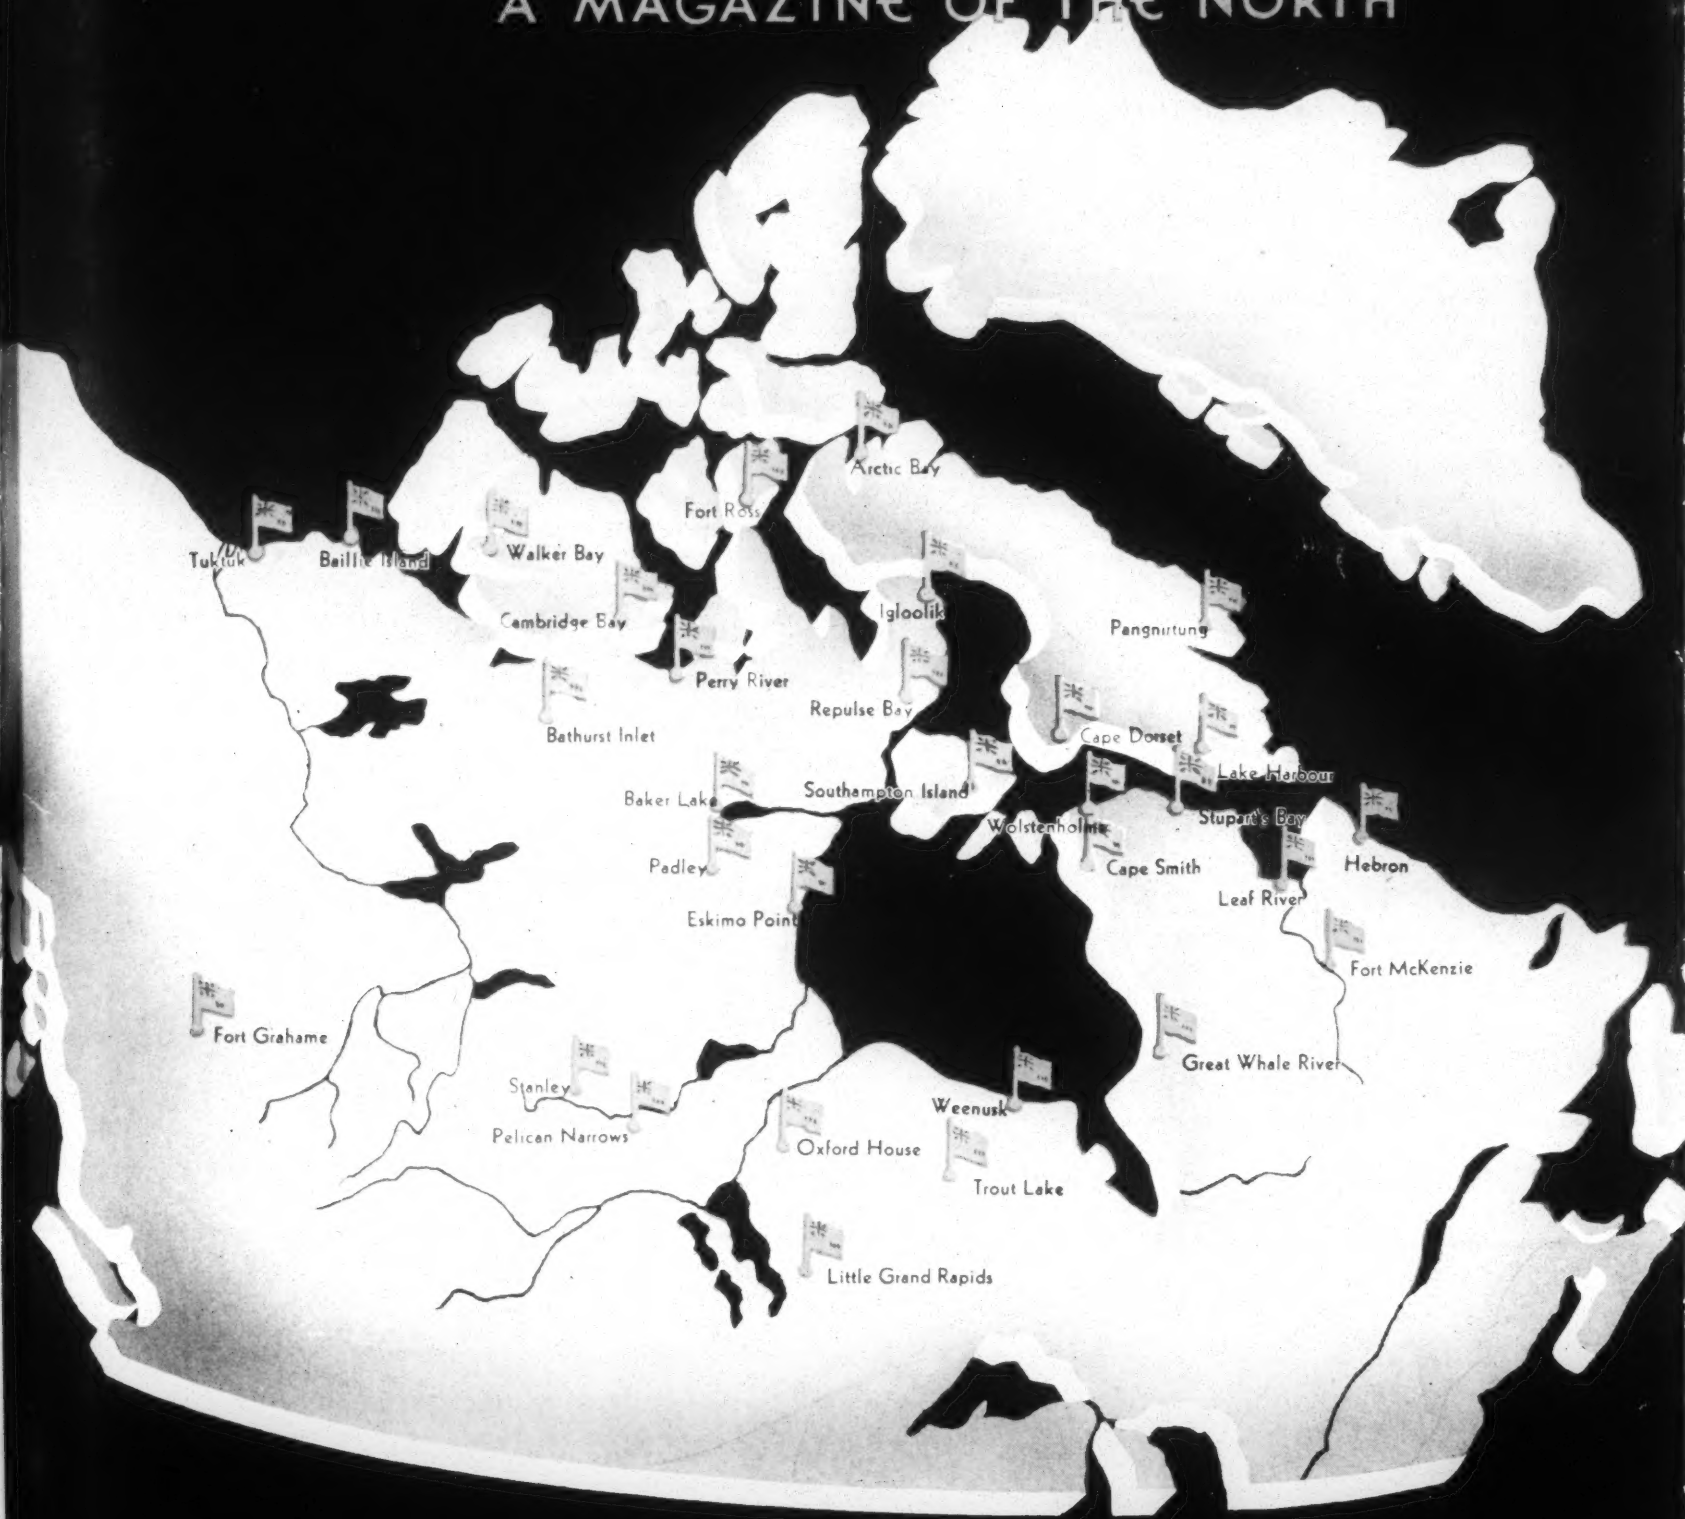 A MAGAZINE OF THE NORTH
Arctic Bay
Fort Ross
Tuktuk
Baillie Island
Walker Bay
Igloolik
Cambridge Bay
Pangnirtung
Perry River
Repulse Bay
Bathurst Inlet
Cape Dorset
Lake Harbour
Baker Lake
Southampton Island
Stupart's Bay
Wolstenholme
Padley
Cape Smith
Hebron
Leaf River
Eskimo Point
Fort McKenzie
Fort Grahame
Great Whale River
Stanley
Weenusk
Pelican Narrows
Oxford House
Trout Lake
Little Grand Rapids